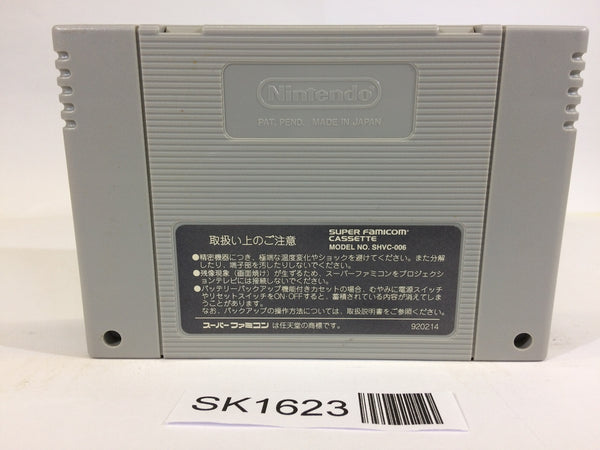 Nintendo
PAT. PEND. MADE IN JAPAN
取扱い上のご注意
SUPER FAMICOM
CASSETTE
MODEL NO. SHVC-006
●精密機器につき、極端な温度変化やショックを避けてください。また分解
したり、端子部を汚したりしないでください。
●残像現象（画面焼け）が生ずるため、スーパーファミコンをプロジェクシ
ョンテレビには接続しないでください。
●バッテリーバックアップ機能付きカセットの場合、むやみに電源スイッチ
やリセットスイッチをON・OFFすると、蓄積されている内容が消えてしま
うことがあります。
なお、バックアップの操作方法については、取扱説明書をご参照ください。
スーパーファミコン は任天堂の商標です。
920214
SK1623